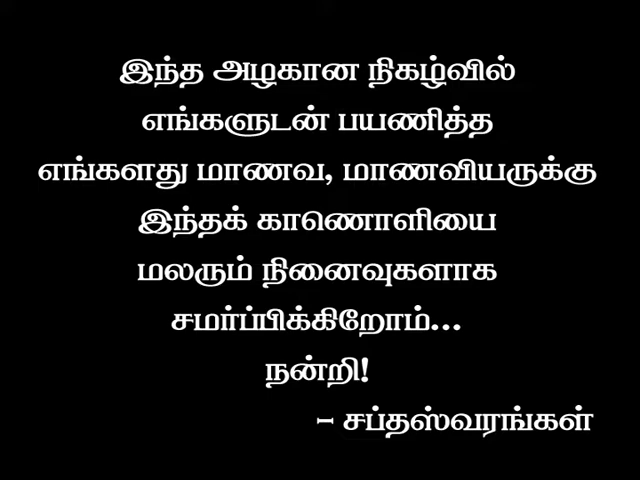 இந்த அழகான நிகழ்வில்
எங்களுடன் பயணித்த
எங்களது மாணவ, மாணவியருக்கு
இந்தக் காணொளியை
மலரும் நினைவுகளாக
சமர்ப்பிக்கிறோம்...
நன்றி!
- சப்தஸ்வரங்கள்